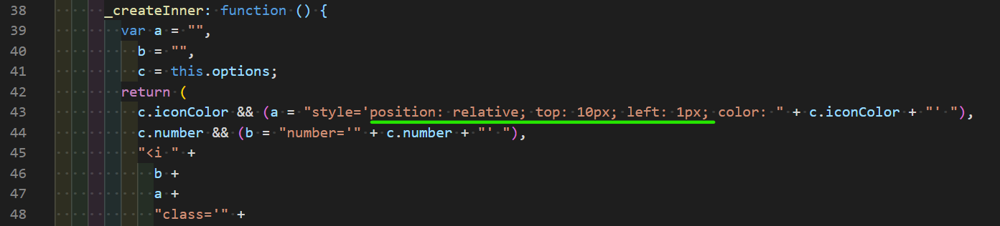 38 _createInner: function () {
39 var a = "",
40 b = "",
41 c = this.options;
42 return (
43 c.iconColor && (a = "style='position: relative; top: 10px; left: 1px; color: " + c.iconColor + "' "),
44 c.number && (b = "number='" + c.number + "' "),
45 "<i " +
46 b +
47 a +
48 "class='" +